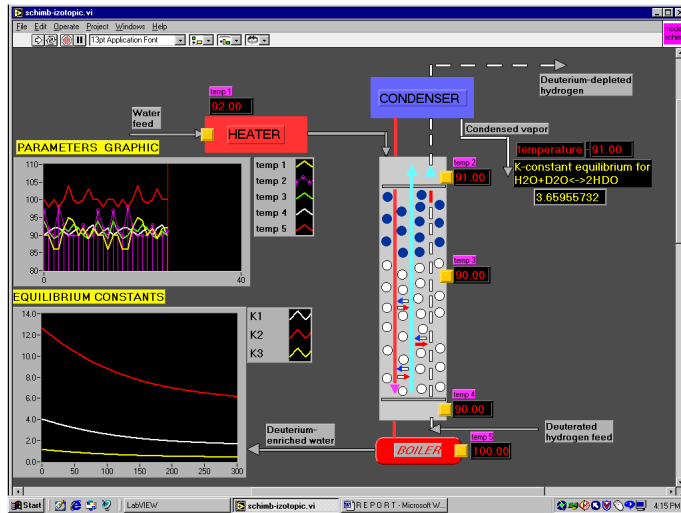 schimb-izotopic.vi
File Edit Operate Project Windows Help
13pt Application Font
mode
schim
Deuterium-depleted
hydrogen
temp 1
92.00
CONDENSER
Water
feed
HEATER
Condensed vapor
PARAMETERS GRAPHIC
temperature 91.00
K-constant equilibrium for
H2O+D2O<->2HDO
3.65955732
temp 2
91.00
110-
105-
100-
95-
90-
85-
80-
0
40
temp 1
temp 2
temp 3
temp 4
temp 5
temp 3
90.00
EQUILIBRIUM CONSTANTS
14.0-
12.0-
10.0-
8.0-
6.0-
4.0-
2.0-
0.0-
0 50 100 150 200 250 300
K1
K2
K3
temp 4
90.00
Deuterium-
enriched water
Deuterated
hydrogen feed
BOILER
temp 5
100.00
Start
LabVIEW
schimb-izotopic.vi
R E P O R T - Microsoft W...
4:15 PM